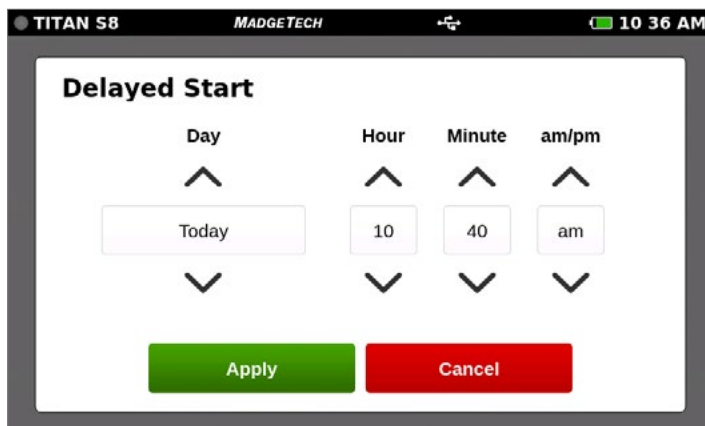 TITAN S8 MADGETECH 10 36 AM
Delayed Start
Day Hour Minute am/pm
Today 10 40 am
Apply Cancel